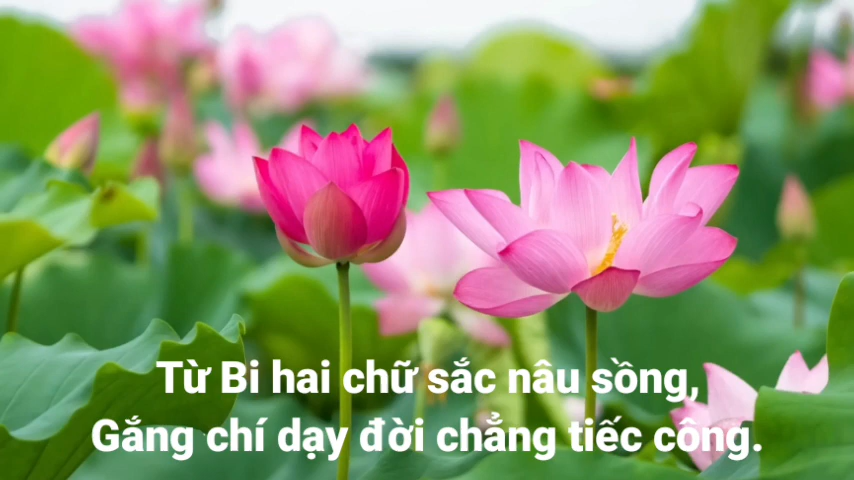 Từ Bi hai chữ sắc nâu sồng,
Gắng chí dạy đời chẳng tiếc công.